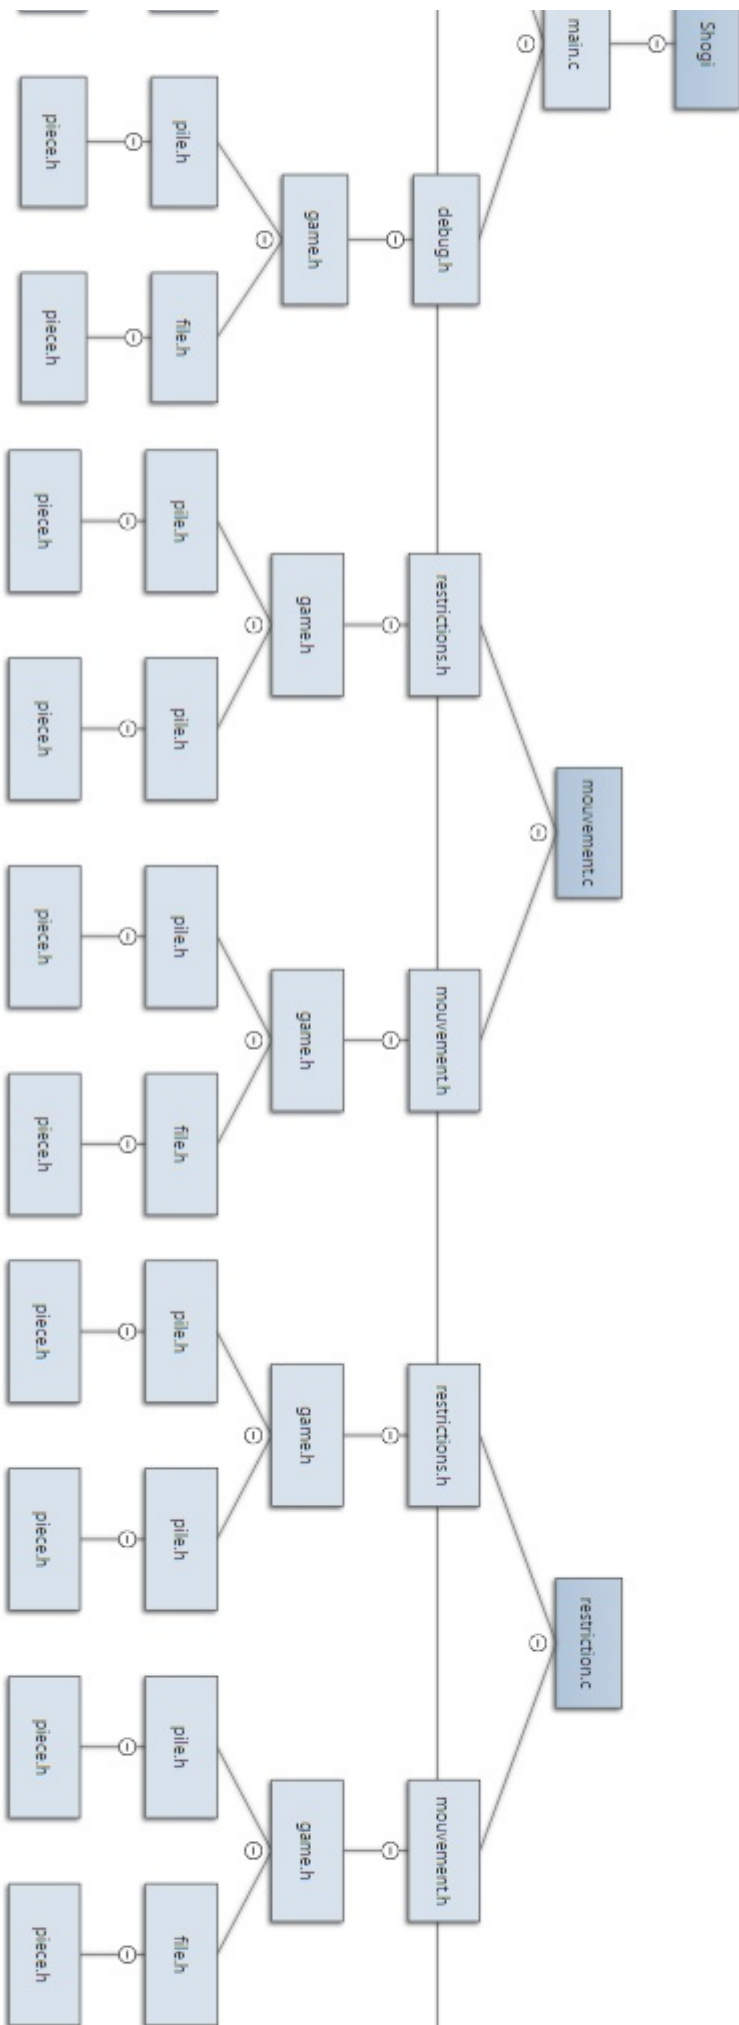 Shogi
main.c
debug.h
game.h
pile.h
file.h
piece.h
piece.h
mouvement.c
restrictions.h
mouvement.h
game.h
game.h
pile.h
pile.h
pile.h
file.h
piece.h
piece.h
piece.h
piece.h
restriction.c
restrictions.h
mouvement.h
game.h
game.h
pile.h
pile.h
pile.h
file.h
piece.h
piece.h
piece.h
piece.h